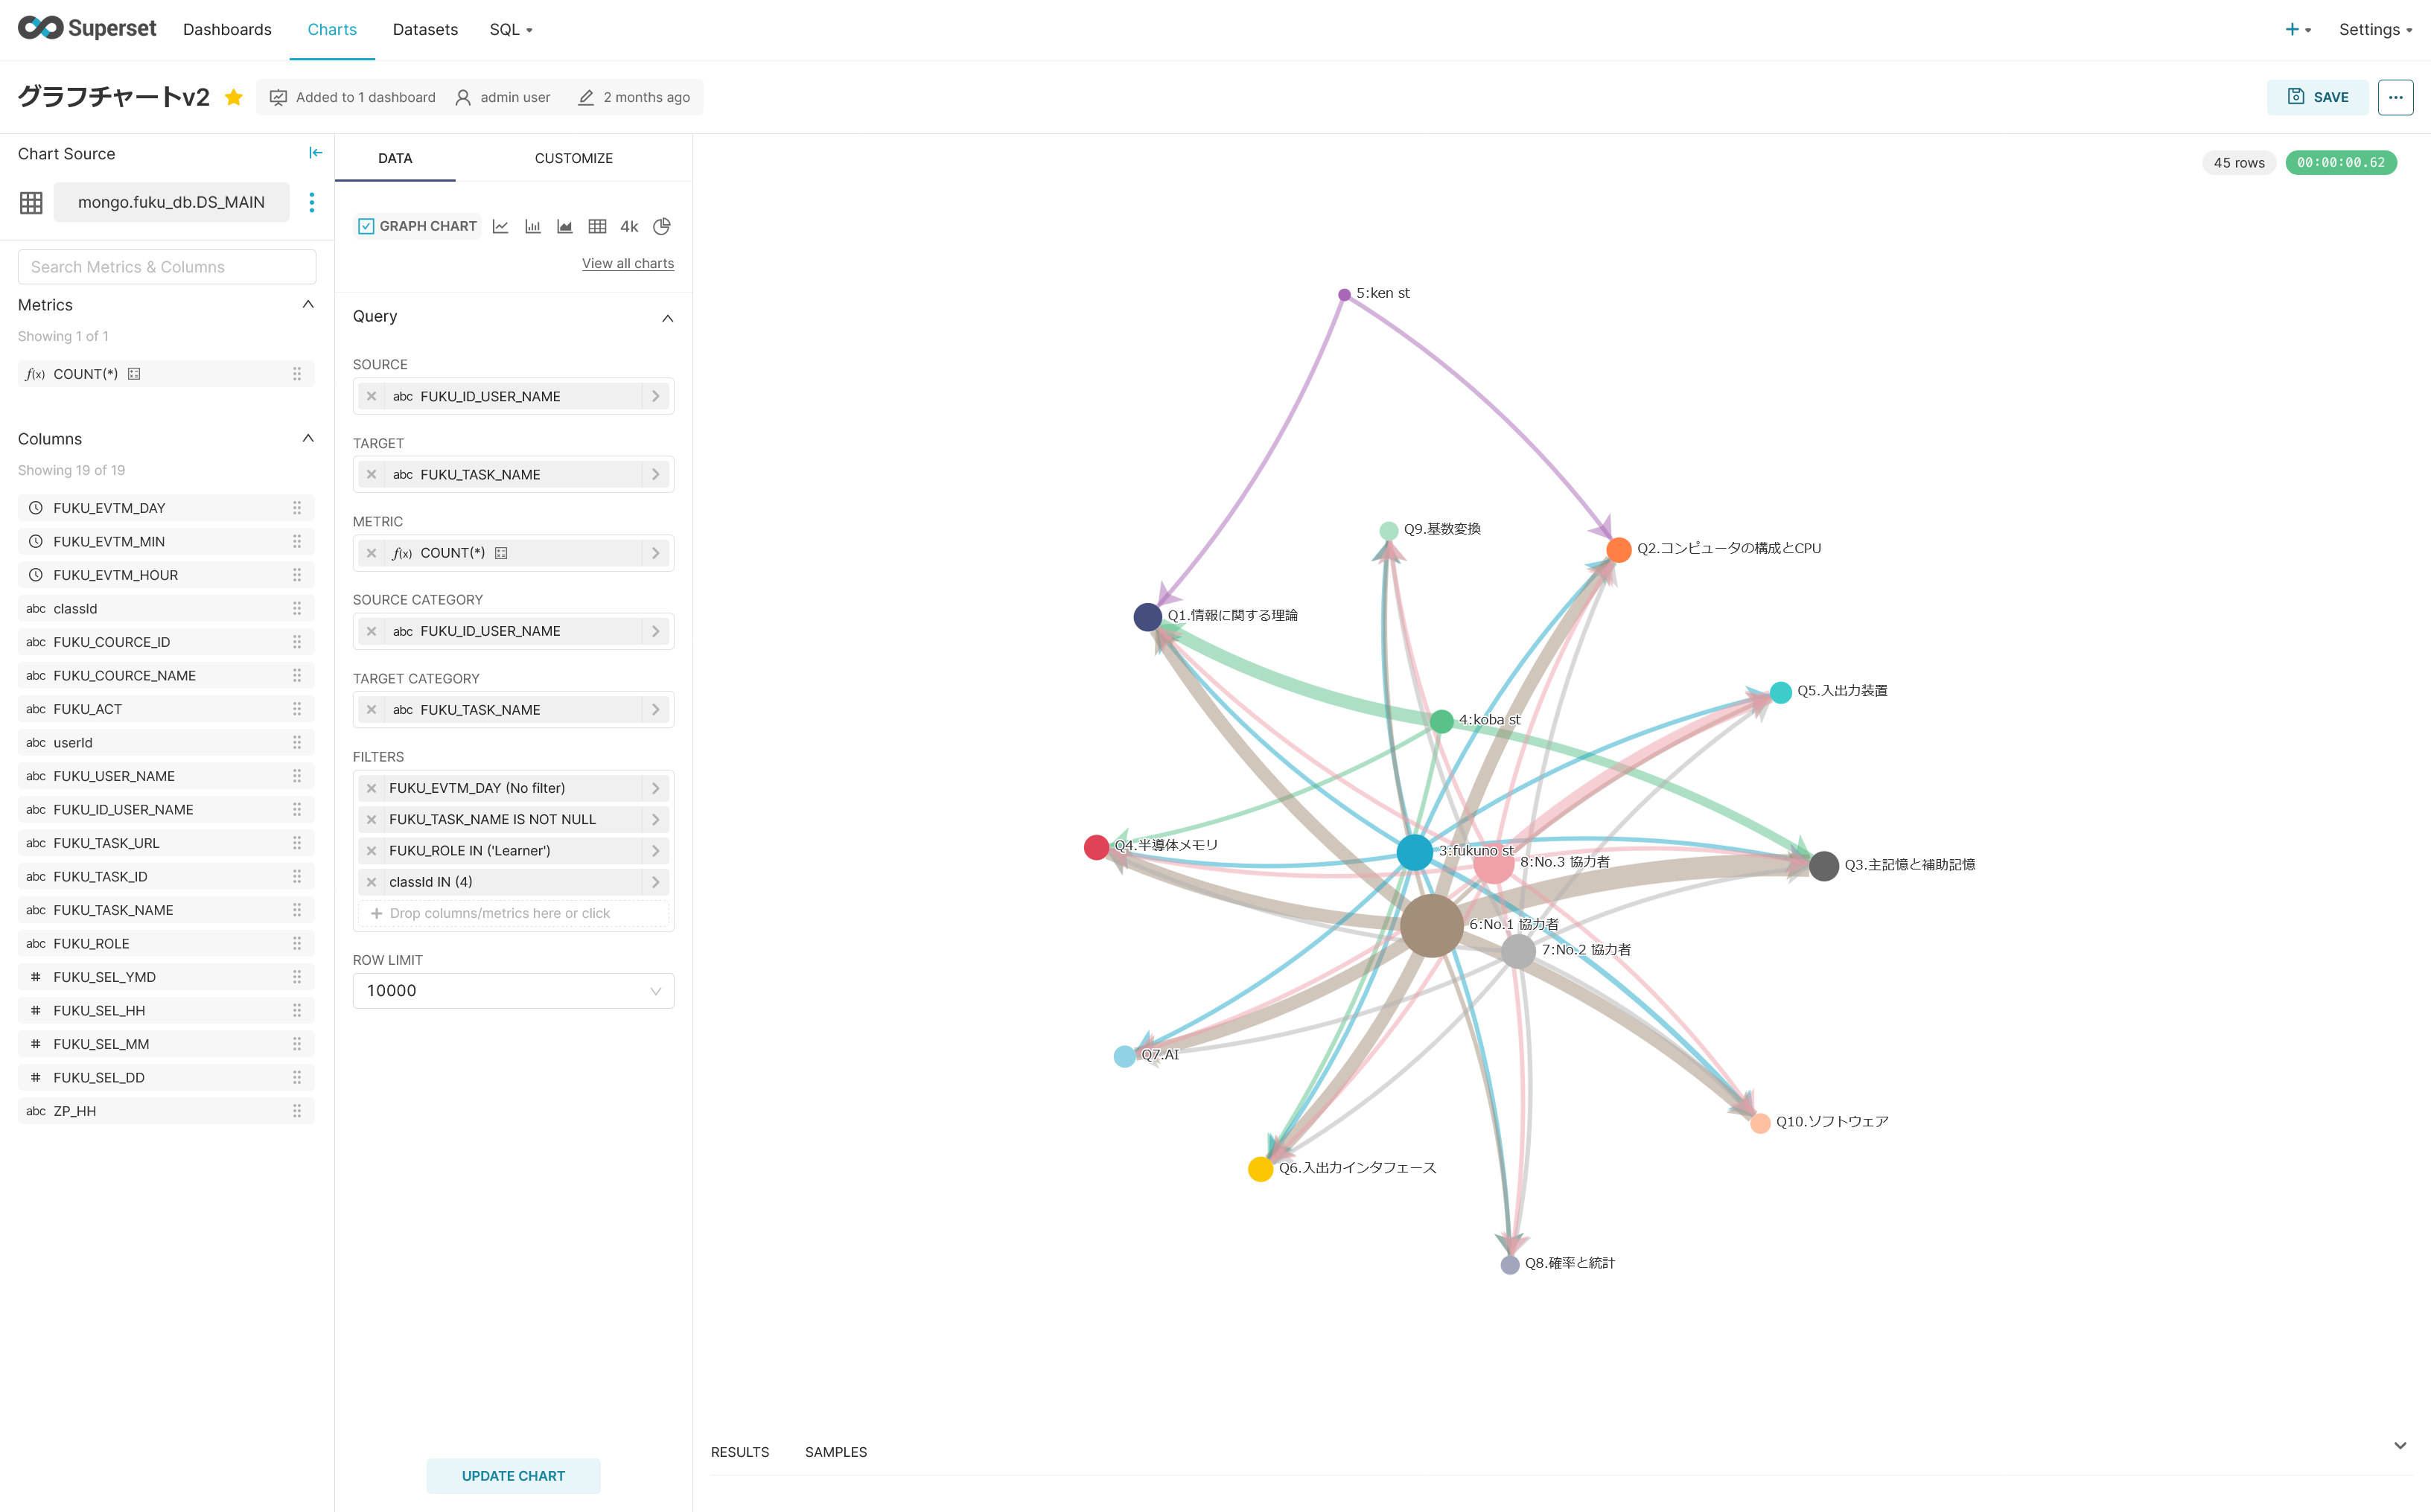 Superset
Dashboards
Charts
Datasets
SQL
Settings
グラフチャートv2
Added to 1 dashboard
admin user
2 months ago
SAVE
Chart Source
mongo.fuku_db.DS_MAIN
Search Metrics & Columns
Metrics
Showing 1 of 1
f(x) COUNT(*)
Columns
Showing 19 of 19
FUKU_EVTM_DAY
FUKU_EVTM_MIN
FUKU_EVTM_HOUR
abc classId
abc FUKU_COURCE_ID
abc FUKU_COURCE_NAME
abc FUKU_ACT
abc userId
abc FUKU_USER_NAME
abc FUKU_ID_USER_NAME
abc FUKU_TASK_URL
abc FUKU_TASK_ID
abc FUKU_TASK_NAME
abc FUKU_ROLE
# FUKU_SEL_YMD
# FUKU_SEL_HH
# FUKU_SEL_MM
# FUKU_SEL_DD
abc ZP_HH
DATA
CUSTOMIZE
GRAPH CHART
4k
View all charts
Query
SOURCE
abc FUKU_ID_USER_NAME
TARGET
abc FUKU_TASK_NAME
METRIC
f(x) COUNT(*)
SOURCE CATEGORY
abc FUKU_ID_USER_NAME
TARGET CATEGORY
abc FUKU_TASK_NAME
FILTERS
FUKU_EVTM_DAY (No filter)
FUKU_TASK_NAME IS NOT NULL
FUKU_ROLE IN ('Learner')
classId IN (4)
Drop columns/metrics here or click
ROW LIMIT
10000
UPDATE CHART
45 rows
00:00:00.62
5:ken st
Q9.基数変換
Q2.コンピュータの構成とCPU
Q1.情報に関する理論
Q5.入出力装置
4:koba st
Q4.半導体メモリ
3:fukuno st
8:No.3 協力者
Q3.主記憶と補助記憶
6:No.1 協力者
7:No.2 協力者
Q7.AI
Q10.ソフトウェア
Q6.入出力インタフェース
Q8.確率と統計
RESULTS
SAMPLES